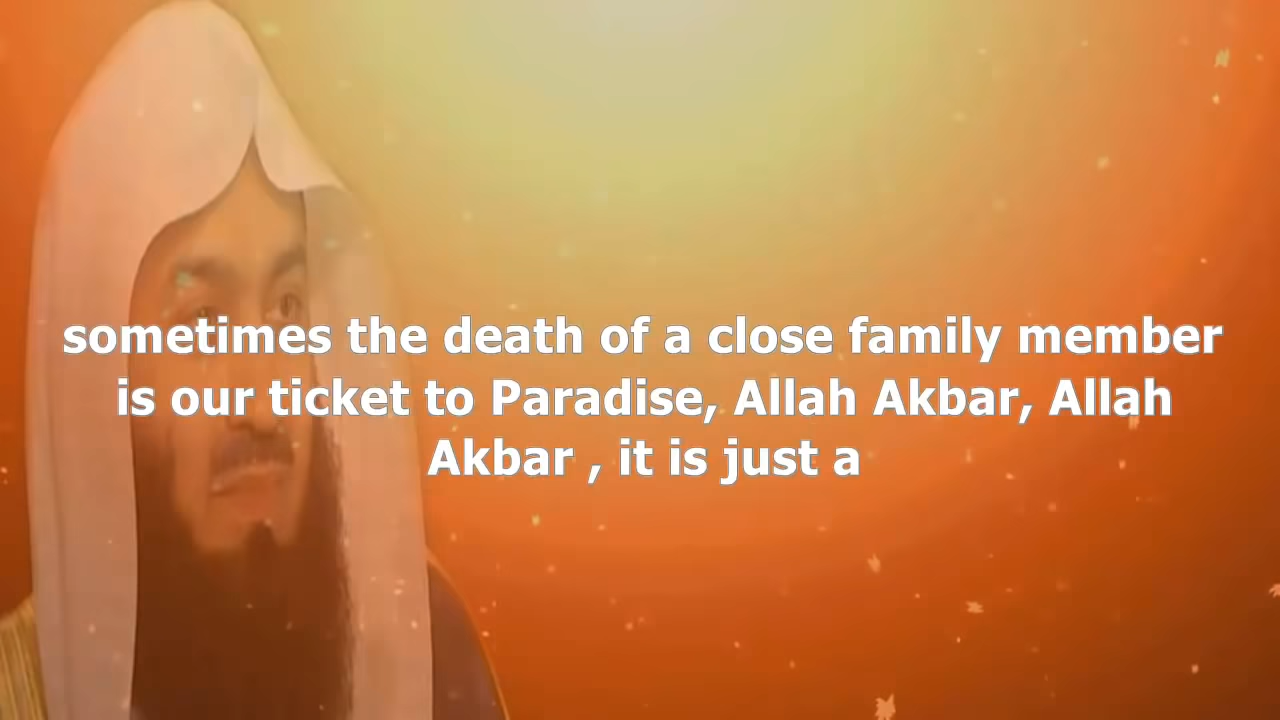 sometimes the death of a close family member
is our ticket to Paradise, Allah Akbar, Allah
Akbar , it is just a